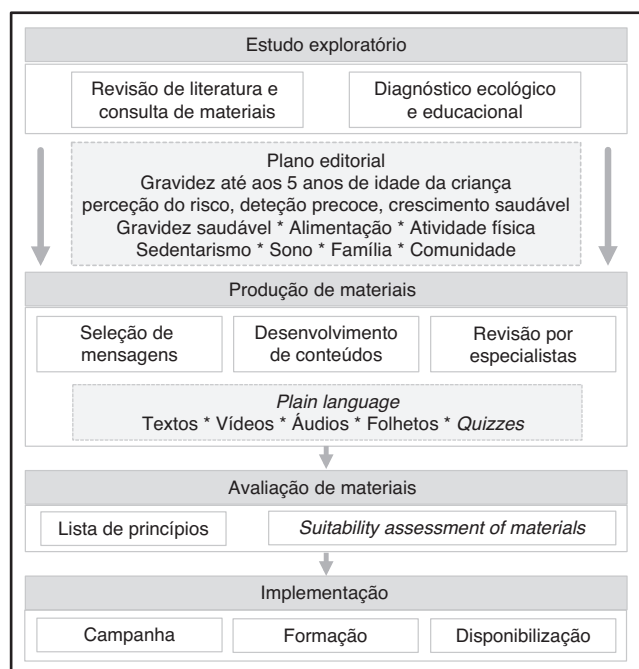 Estudo exploratório
Revisão de literatura e
consulta de materiais
Diagnóstico ecológico
e educacional
Plano editorial
Gravidez até aos 5 anos de idade da criança
perceção do risco, deteção precoce, crescimento saudável
Gravidez saudável * Alimentação * Atividade física
Sedentarismo * Sono * Família * Comunidade
Produção de materiais
Seleção de
mensagens
Desenvolvimento
de conteúdos
Revisão por
especialistas
Plain language
Textos * Vídeos * Áudios * Folhetos * Quizzes
Avaliação de materiais
Lista de princípios
Suitability assessment of materials
Implementação
Campanha
Formação
Disponibilização